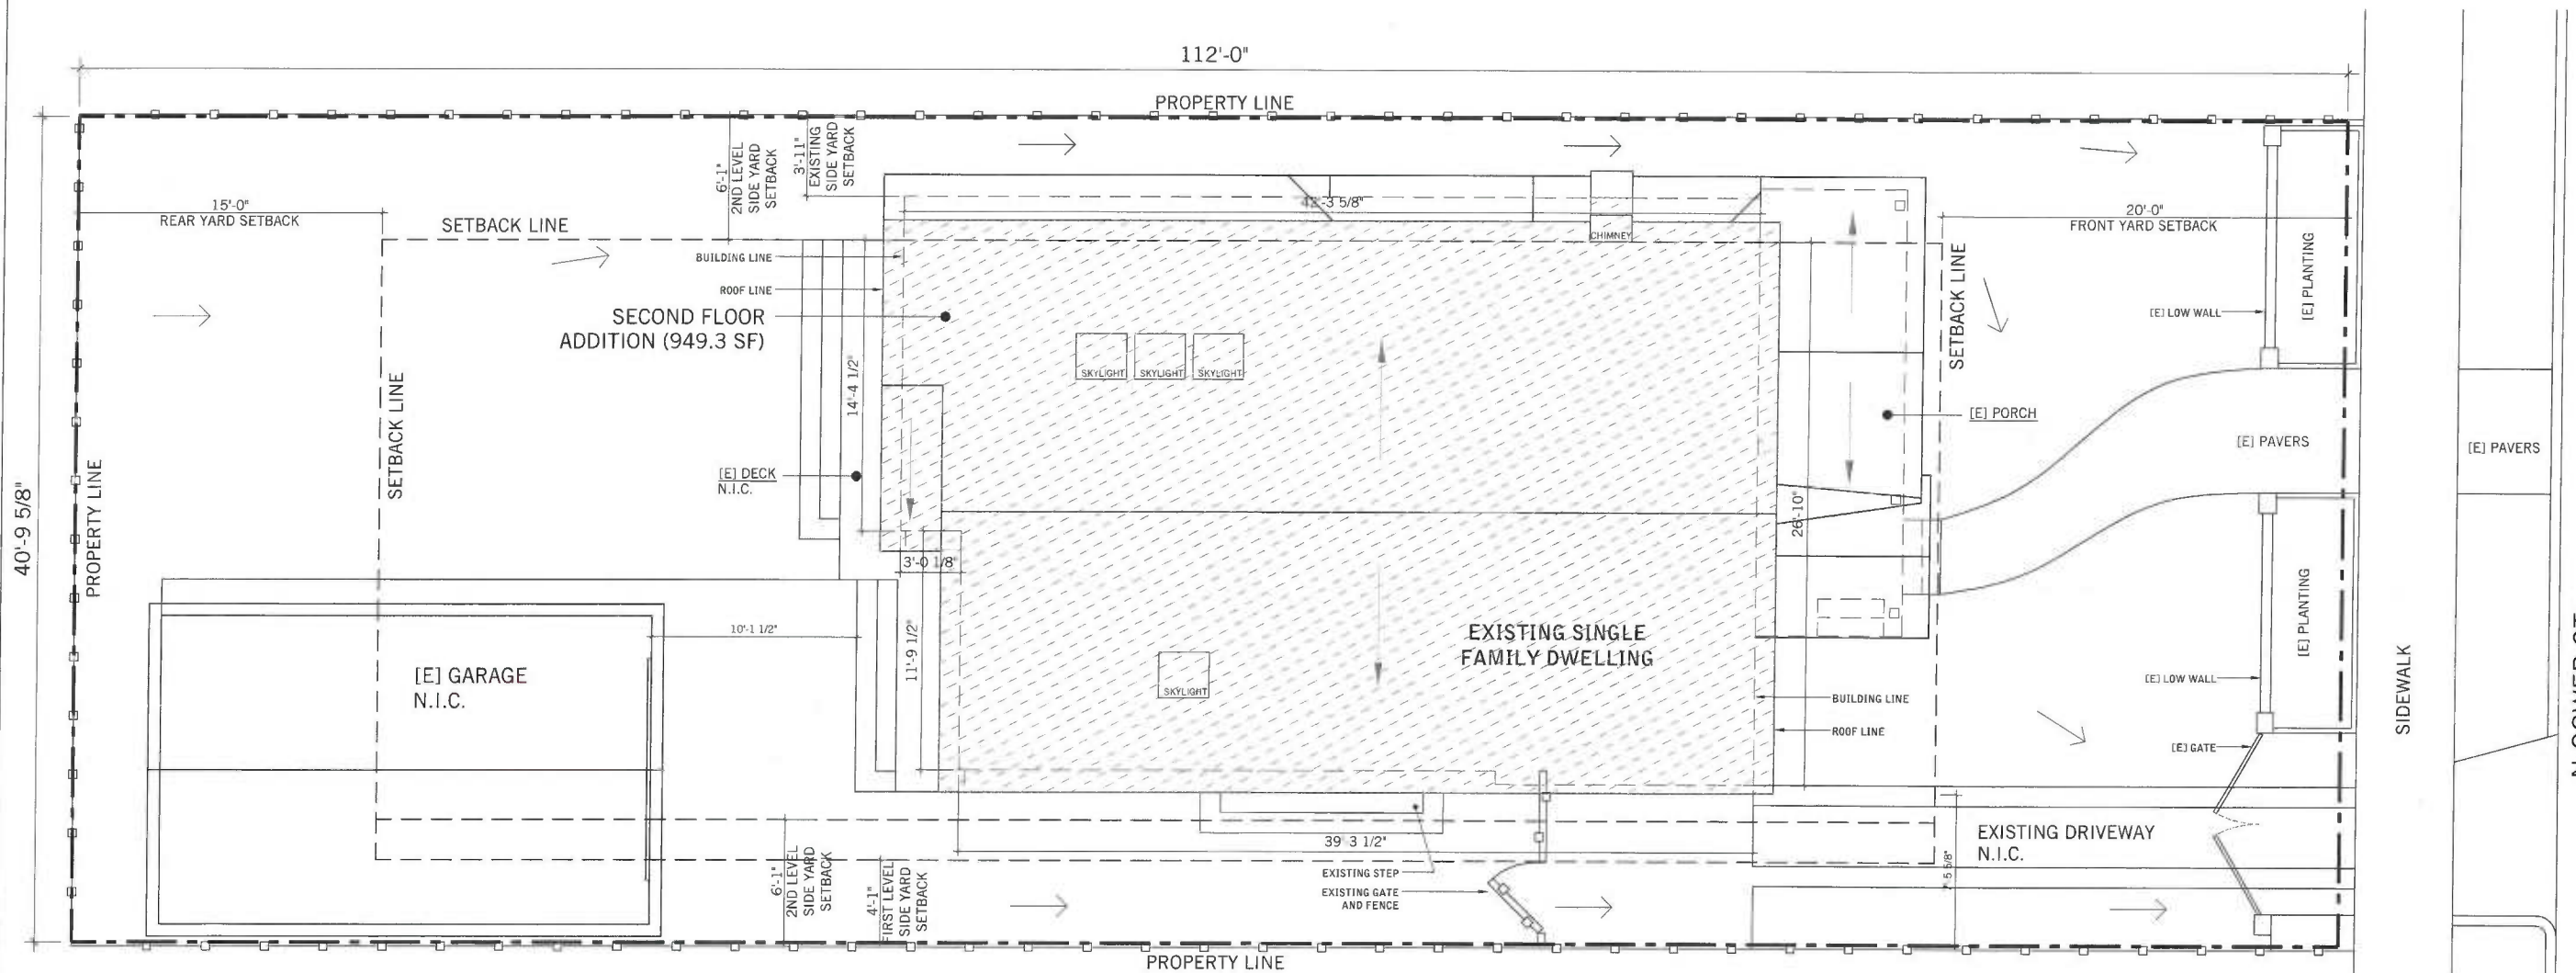 112'-0"
PROPERTY LINE
6'-1"
2ND LEVEL
SIDE YARD
SETBACK
3'-11"
EXISTING
SIDE YARD
SETBACK
15'-0"
REAR YARD SETBACK
SETBACK LINE
-3 5/8"
20'-0"
FRONT YARD SETBACK
CHIMNEY
BUILDING LINE
ROOF LINE
SECOND FLOOR
ADDITION (949.3 SF)
SETBACK LINE
[E] PLANTING
[E] LOW WALL
SKYLIGHT
SKYLIGHT
SKYLIGHT
14'-4 1/2"
SETBACK LINE
[E] PORCH
[E] PAVERS
[E] PAVERS
[E] DECK
N.I.C.
40'-9 5/8"
PROPERTY LINE
26'-10"
3'-0 1/8"
10'-1 1/2"
11'-9 1/2"
EXISTING SINGLE
FAMILY DWELLING
[E] PLANTING
[E] GARAGE
N.I.C.
SKYLIGHT
[E] LOW WALL
SIDEWALK
BUILDING LINE
ROOF LINE
[E] GATE
39' 3 1/2"
EXISTING DRIVEWAY
N.I.C.
6'-1"
2ND LEVEL
SIDE YARD
SETBACK
4'-1"
FIRST LEVEL
SIDE YARD
SETBACK
EXISTING STEP
EXISTING GATE
AND FENCE
5 5/8"
PROPERTY LINE